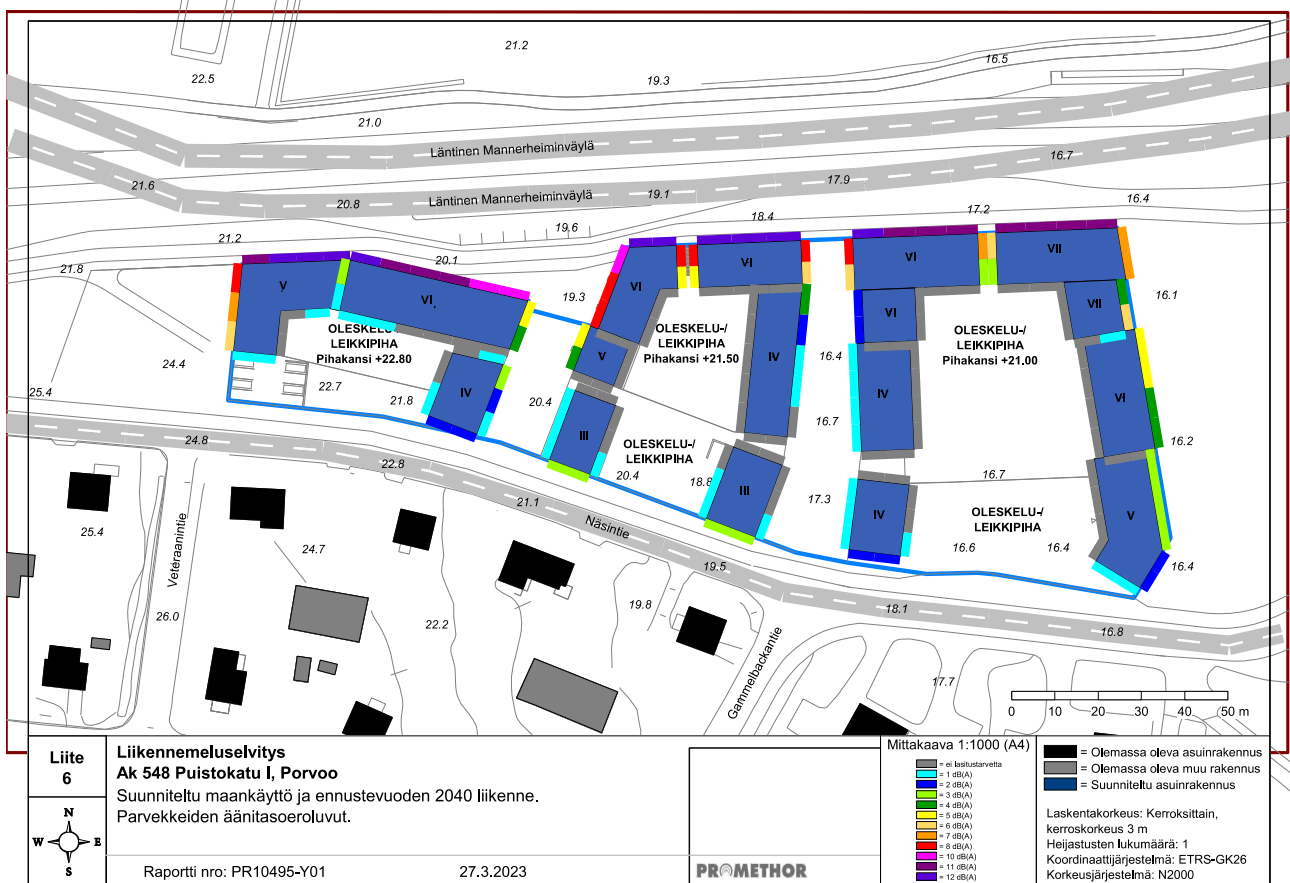 21.2
16.5
22.5
19.3
21.0
Läntinen Mannerheiminväylä
16.7
21.6
20.8
Läntinen Mannerheiminväylä
19.1
17.9
16.4
19.6
18.4
17.2
21.2
21.8
20.1
VI
VI
VII
V
VI
VI
19.3
VI
VII
16.1
OLESKELU-/
LEIKKIPIHA
Pihakansi +22.80
OLESKELU-/
LEIKKIPIHA
Pihakansi +21.50
OLESKELU-/
LEIKKIPIHA
Pihakansi +21,00
24.4
V
IV
16.4
25.4
22.7
21.8
IV
20.4
IV
VI
16.7
24.8
III
OLESKELU-/
LEIKKIPIHA
16.2
22.8
20.4
18.8
III
16.7
21.1
Näsintie
17.3
IV
OLESKELU-/
LEIKKIPIHA
V
25.4
Veteraanintie
24.7
16.6
16.4
16.4
19.5
26.0
22.2
19.8
18.1
16.8
Gammelbackantie
17.7
0 10 20 30 40 50 m
Liite
6
Liikennemeluselvitys
Ak 548 Puistokatu I, Porvoo
Suunniteltu maankäyttö ja ennustevuoden 2040 liikenne.
Parvekkeiden äänitasoeroluvut.
N
W E
S
Raportti nro: PR10495-Y01 27.3.2023
PROMETHOR
Mittakaava 1:1000 (A4)
= ei lasitustarvetta
= 1 dB(A)
= 2 dB(A)
= 3 dB(A)
= 4 dB(A)
= 5 dB(A)
= 6 dB(A)
= 7 dB(A)
= 8 dB(A)
= 10 dB(A)
= 11 dB(A)
= 12 dB(A)
= Olemassa oleva asuinrakennus
= Olemassa oleva muu rakennus
= Suunniteltu asuinrakennus
Laskentakorkeus: Kerroksittain,
kerroskorkeus 3 m
Heijastusten lukumäärä: 1
Koordinaattijärjestelmä: ETRS-GK26
Korkeusjärjestelmä: N2000